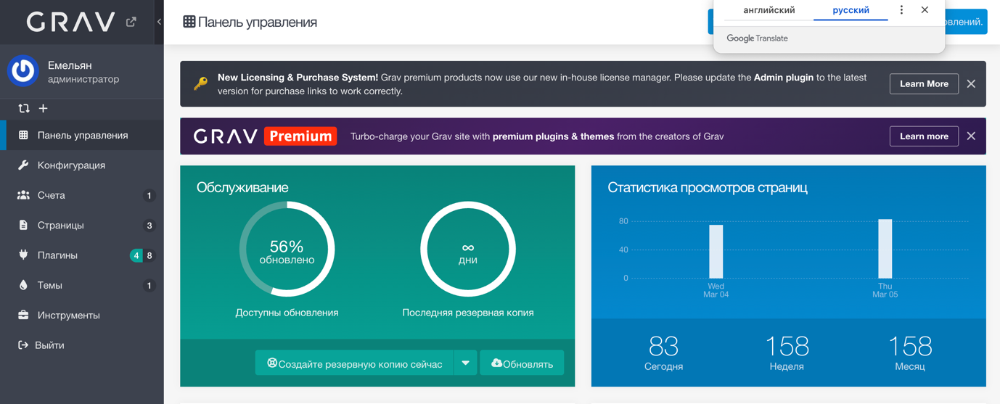 GRAV
Панель управления
английский русский
овлений.
Google Translate
Емельян
администратор
New Licensing & Purchase System! Grav premium products now use our new in-house license manager. Please update the Admin plugin to the latest
version for purchase links to work correctly.
Learn More
GRAV Premium Turbo-charge your Grav site with premium plugins & themes from the creators of Grav
Learn more
Панель управления
Конфигурация
Счета 1
Страницы 3
Плагины 4 8
Темы 1
Инструменты
Выйти
Обслуживание
56%
обновлено
∞
дни
Доступны обновления
Последняя резервная копия
Создайте резервную копию сейчас
Обновлять
Статистика просмотров страниц
80
40
0
Wed
Mar 04
Thu
Mar 05
83
Сегодня
158
Неделя
158
Месяц